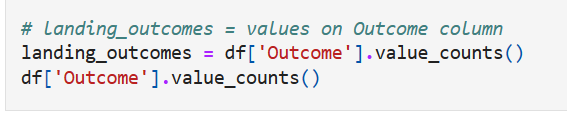 # landing_outcomes = values on Outcome column
landing_outcomes = df['Outcome'].value_counts()
df['Outcome'].value_counts()